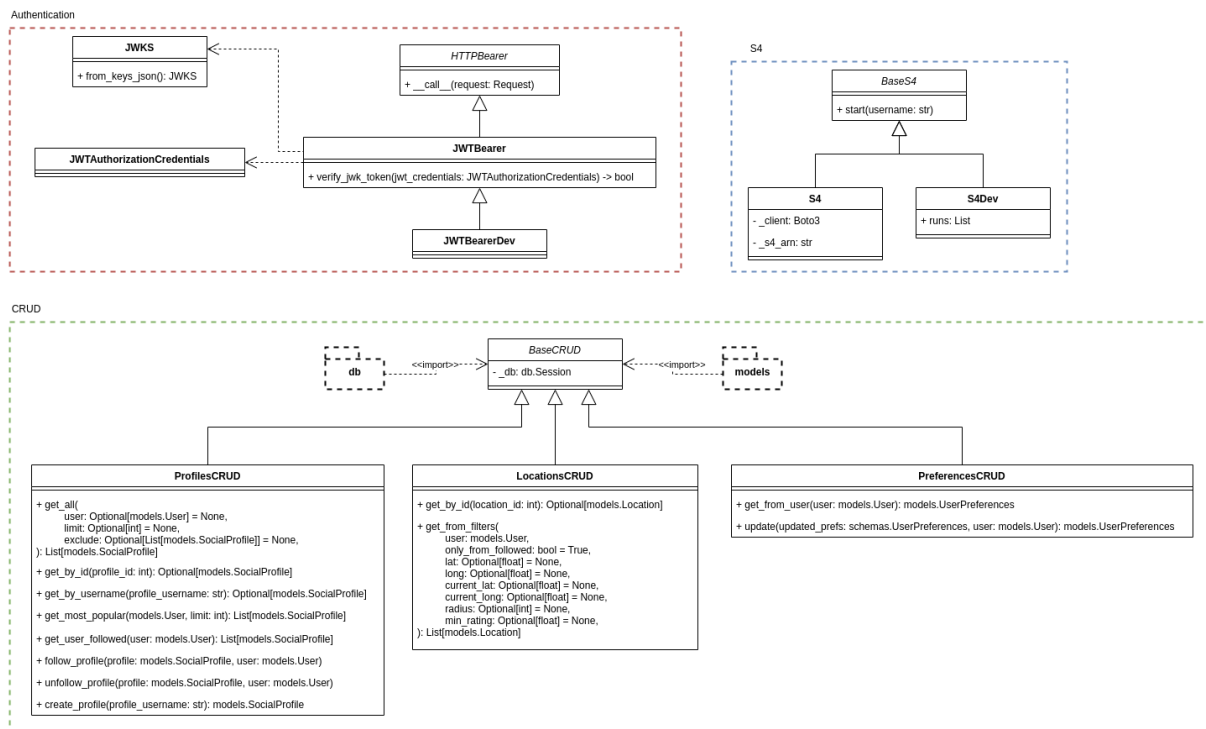 Authentication
JWKS
+ from_keys_json(): JWKS
HTTPBearer
+ __call__(request: Request)
JWTAuthorizationCredentials
JWTBearer
+ verify_jwk_token(jwt_credentials: JWTAuthorizationCredentials) -> bool
JWTBearerDev
S4
BaseS4
+ start(username: str)
S4
- _client: Boto3
- _s4_arn: str
S4Dev
+ runs: List
CRUD
db
<<import>>
BaseCRUD
- _db: db.Session
<<import>>
models
ProfilesCRUD
+ get_all(
user: Optional[models.User] = None,
limit: Optional[int] = None,
exclude: Optional[List[models.SocialProfile]] = None,
): List[models.SocialProfile]
+ get_by_id(profile_id: int): Optional[models.SocialProfile]
+ get_by_username(profile_username: str): Optional[models.SocialProfile]
+ get_most_popular(models.User, limit: int): List[models.SocialProfile]
+ get_user_followed(user: models.User): List[models.SocialProfile]
+ follow_profile(profile: models.SocialProfile, user: models.User)
+ unfollow_profile(profile: models.SocialProfile, user: models.User)
+ create_profile(profile_username: str): models.SocialProfile
LocationsCRUD
+ get_by_id(location_id: int): Optional[models.Location]
+ get_from_filters(
user: models.User,
only_from_followed: bool = True,
lat: Optional[float] = None,
long: Optional[float] = None,
current_lat: Optional[float] = None,
current_long: Optional[float] = None,
radius: Optional[int] = None,
min_rating: Optional[float] = None,
): List[models.Location]
PreferencesCRUD
+ get_from_user(user: models.User): models.UserPreferences
+ update(updated_prefs: schemas.UserPreferences, user: models.User): models.UserPreferences